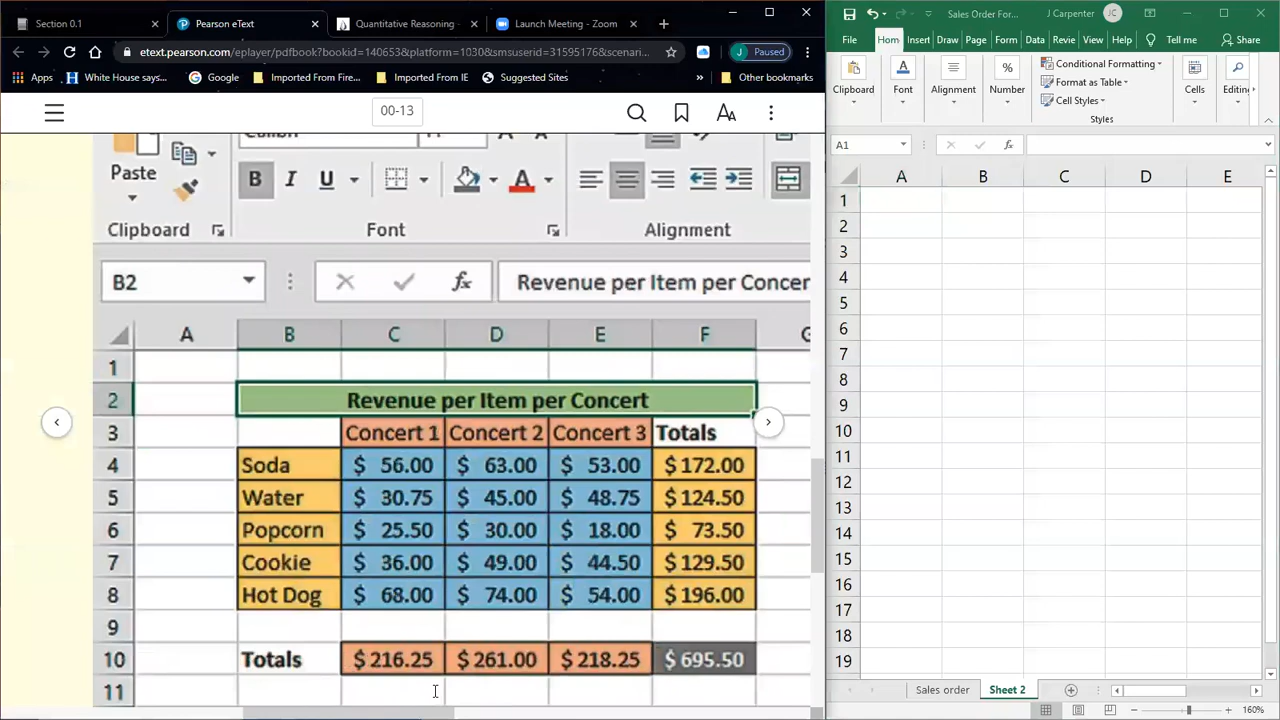 Section 0.1
Pearson eText
Quantitative Reasoning -
Launch Meeting - Zoom
etext.pearson.com/eplayer/pdfbook?bookid=140653&platform=1030&smsuserid=31595176&scenari...
J Paused
Apps
White House says...
Google
Imported From Fire...
Imported From IE
Suggested Sites
Other bookmarks
00-13
Calibri
Paste
B I U A
Clipboard Font Alignment
B2 fx Revenue per Item per Concer
A B C D E F
1
2 Revenue per Item per Concert
3 Concert 1 Concert 2 Concert 3 Totals
4 Soda $ 56.00 $ 63.00 $ 53.00 $ 172.00
5 Water $ 30.75 $ 45.00 $ 48.75 $ 124.50
6 Popcorn $ 25.50 $ 30.00 $ 18.00 $ 73.50
7 Cookie $ 36.00 $ 49.00 $ 44.50 $ 129.50
8 Hot Dog $ 68.00 $ 74.00 $ 54.00 $ 196.00
9
10 Totals $ 216.25 $ 261.00 $ 218.25 $ 695.50
11
Sales Order For...
J Carpenter JC
File Hom Insert Draw Page Form Data Revie View Help Tell me Share
Clipboard
Font
Alignment
% Number
Conditional Formatting
Format as Table
Cell Styles
Styles
Cells
Editing
A1 fx
A B C D E
1
2
3
4
5
6
7
8
9
10
11
12
13
14
15
16
17
18
19
Sales order Sheet 2
160%